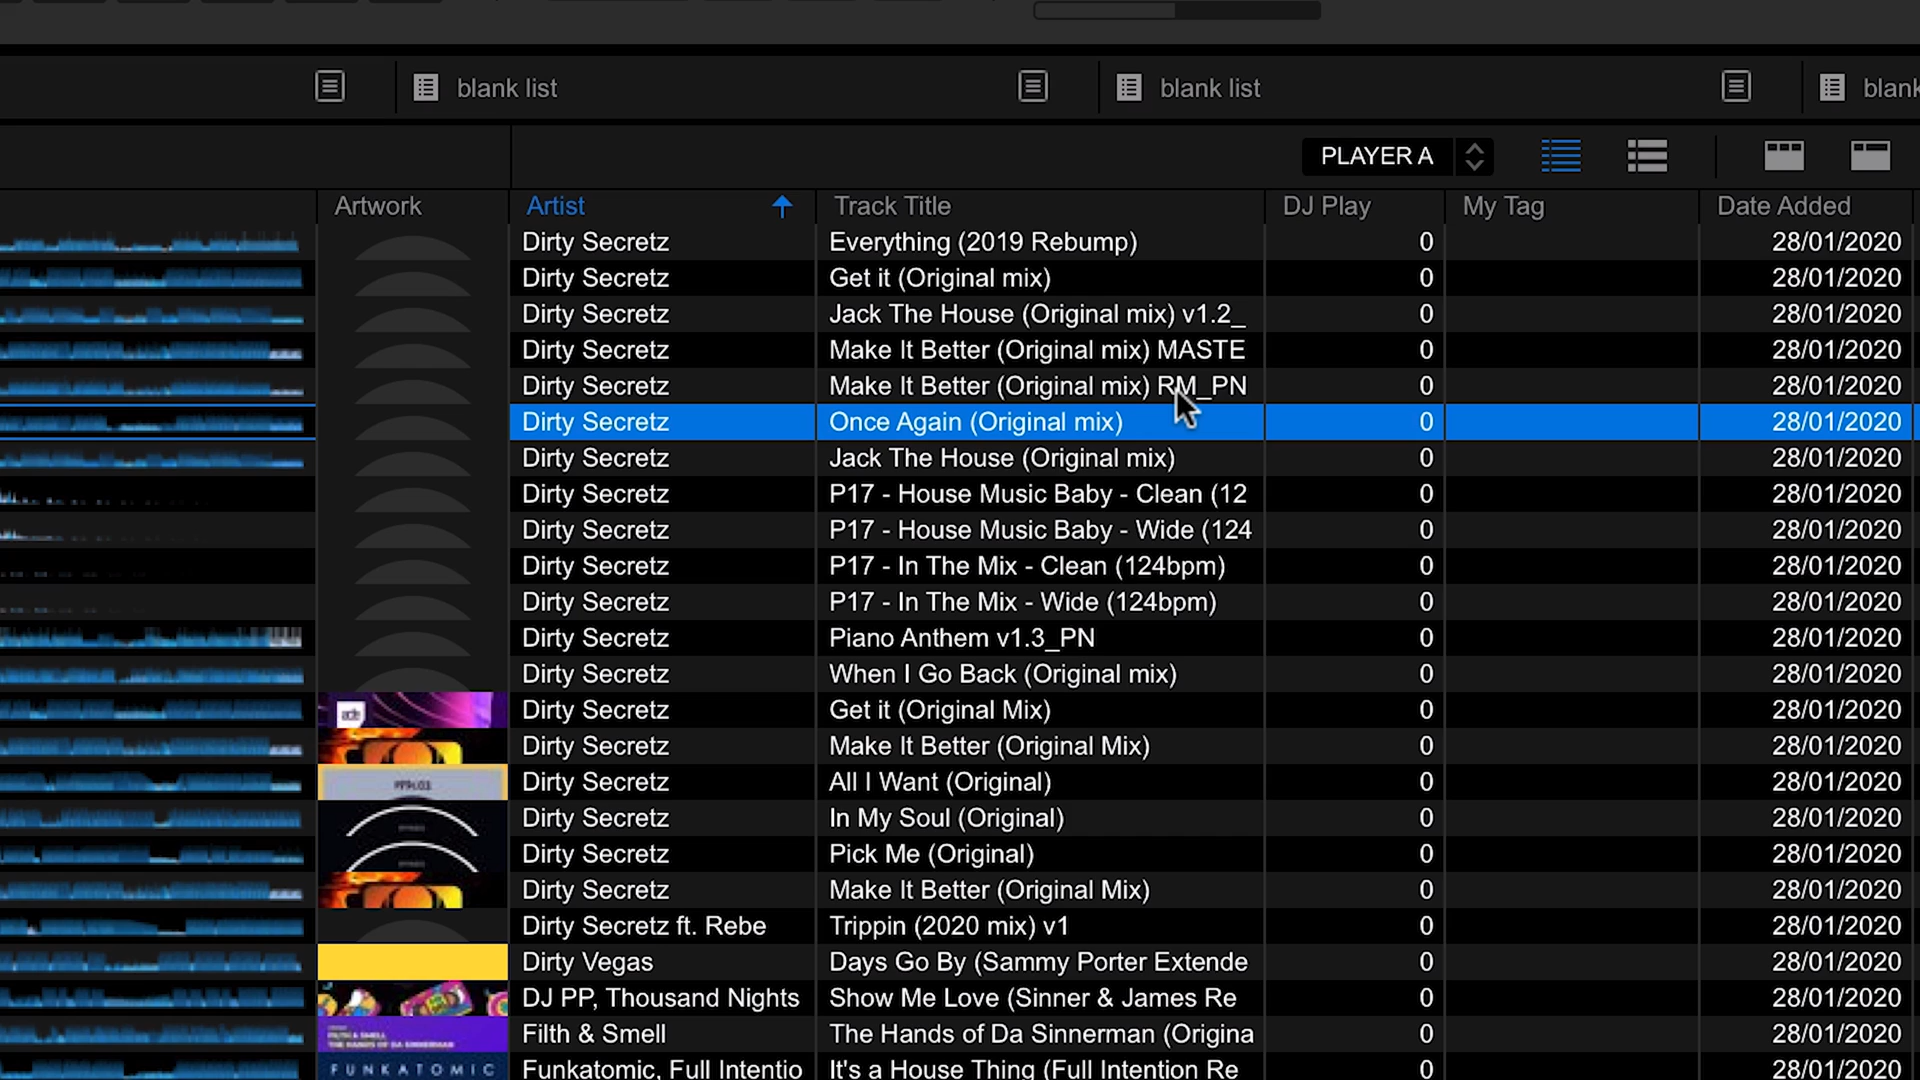 blank list blank list blank
PLAYER A
Artwork Artist Track Title DJ Play My Tag Date Added
Dirty Secretz Everything (2019 Rebump) 0 28/01/2020
Dirty Secretz Get it (Original mix) 0 28/01/2020
Dirty Secretz Jack The House (Original mix) v1.2_ 0 28/01/2020
Dirty Secretz Make It Better (Original mix) MASTE 0 28/01/2020
Dirty Secretz Make It Better (Original mix) RM_PN 0 28/01/2020
Dirty Secretz Once Again (Original mix) 0 28/01/2020
Dirty Secretz Jack The House (Original mix) 0 28/01/2020
Dirty Secretz P17 - House Music Baby - Clean (12 0 28/01/2020
Dirty Secretz P17 - House Music Baby - Wide (124 0 28/01/2020
Dirty Secretz P17 - In The Mix - Clean (124bpm) 0 28/01/2020
Dirty Secretz P17 - In The Mix - Wide (124bpm) 0 28/01/2020
Dirty Secretz Piano Anthem v1.3_PN 0 28/01/2020
Dirty Secretz When I Go Back (Original mix) 0 28/01/2020
Dirty Secretz Get it (Original Mix) 0 28/01/2020
Dirty Secretz Make It Better (Original Mix) 0 28/01/2020
Dirty Secretz All I Want (Original) 0 28/01/2020
Dirty Secretz In My Soul (Original) 0 28/01/2020
Dirty Secretz Pick Me (Original) 0 28/01/2020
Dirty Secretz Make It Better (Original Mix) 0 28/01/2020
Dirty Secretz ft. Rebe Trippin (2020 mix) v1 0 28/01/2020
Dirty Vegas Days Go By (Sammy Porter Extende 0 28/01/2020
DJ PP, Thousand Nights Show Me Love (Sinner & James Re 0 28/01/2020
FILTH & SMELL
THE HANDS OF DA SINNERMAN Filth & Smell The Hands of Da Sinnerman (Origina 0 28/01/2020
FUNKATOMIC Funkatomic, Full Intentio It's a House Thing (Full Intention Re 0 28/01/2020